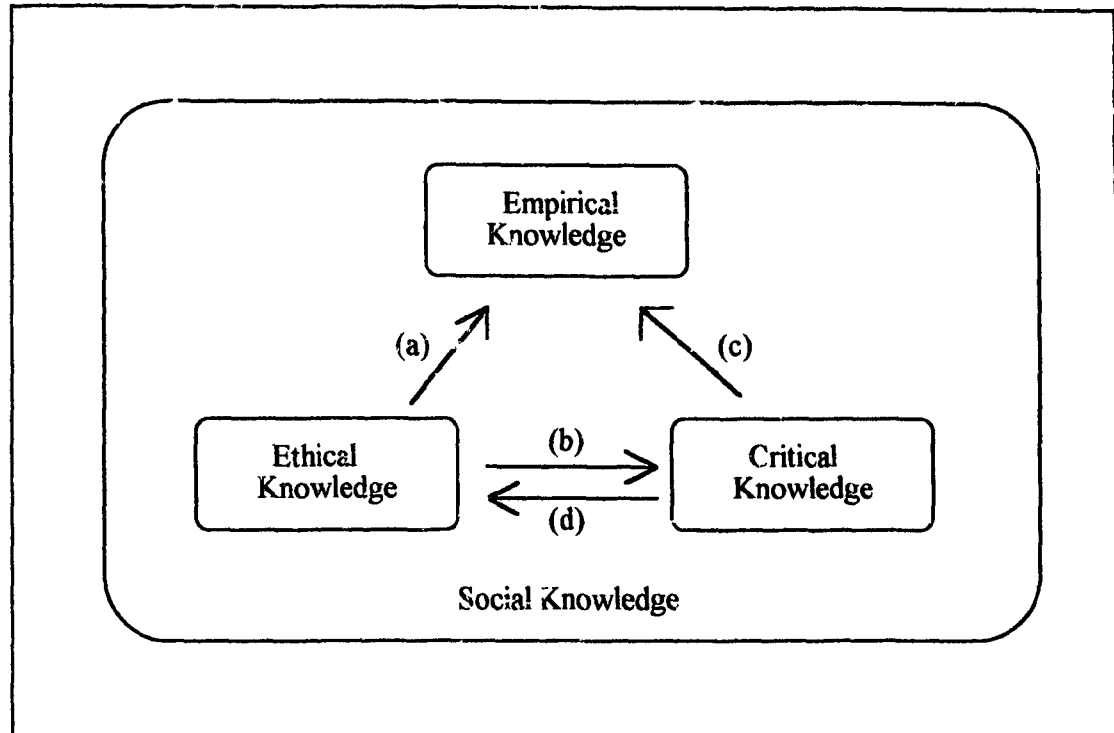 Empirical
Knowledge
(a)
(c)
Ethical
Knowledge
(b)
Critical
Knowledge
(d)
Social Knowledge